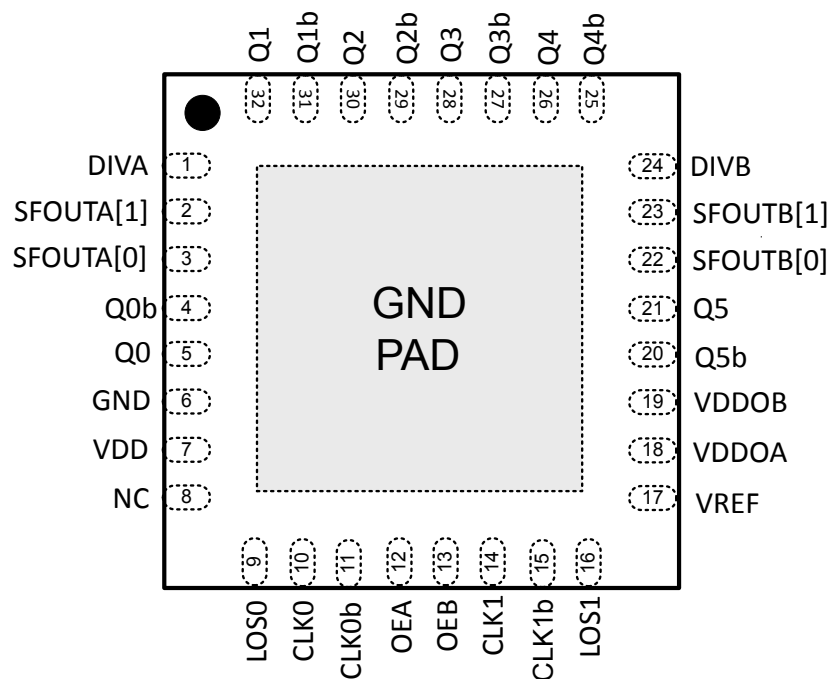 Q1
Q1b
Q2
Q2b
Q3
Q3b
Q4
Q4b
32
31
30
29
28
27
26
25
DIVA 1
SFOUTA[1] 2
SFOUTA[0] 3
Q0b 4
Q0 5
GND 6
VDD 7
NC 8
GND
PAD
24 DIVB
23 SFOUTB[1]
22 SFOUTB[0]
21 Q5
20 Q5b
19 VDDOB
18 VDDOA
17 VREF
9
10
11
12
13
14
15
16
LOS0
CLK0
CLK0b
OEA
OEB
CLK1
CLK1b
LOS1